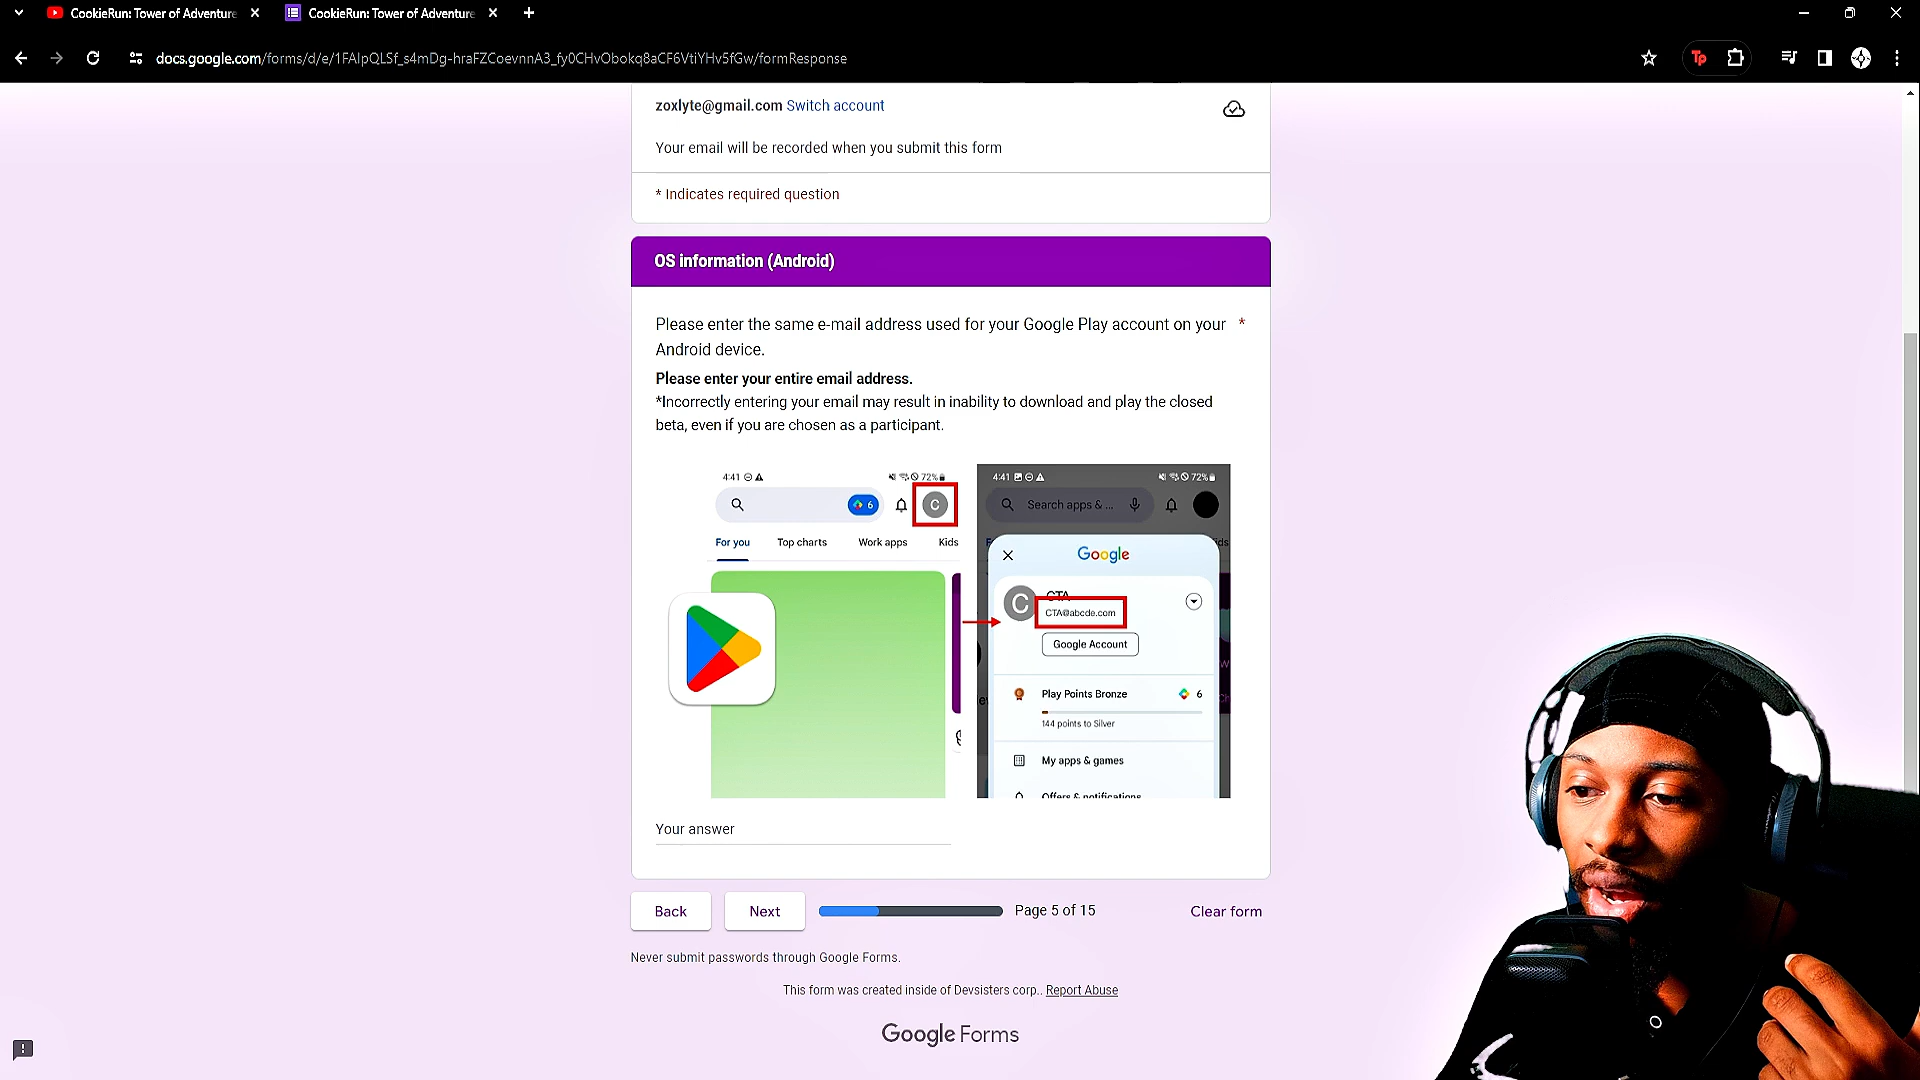 CookieRun: Tower of Adventure
CookieRun: Tower of Adventure
docs.google.com/forms/d/e/1FAIpQLSf_s4mDg-hraFZCoevnnA3_fy0CHvObokq8aCF6VtiYHv5fGw/formResponse
Tp
zoxlyte@gmail.com Switch account
Your email will be recorded when you submit this form
* Indicates required question
OS information (Android)
Please enter the same e-mail address used for your Google Play account on your *
Android device.
Please enter your entire email address.
*Incorrectly entering your email may result in inability to download and play the closed
beta, even if you are chosen as a participant.
4:41 72%
6 C
For you Top charts Work apps Kids
4:41 72%
Search apps & ...
Google
C CTA
CTA@abcde.com
Google Account
Play Points Bronze 6
144 points to Silver
My apps & games
Offers & notifications
Your answer
Back Next Page 5 of 15 Clear form
Never submit passwords through Google Forms.
This form was created inside of Devsisters corp.. Report Abuse
Google Forms